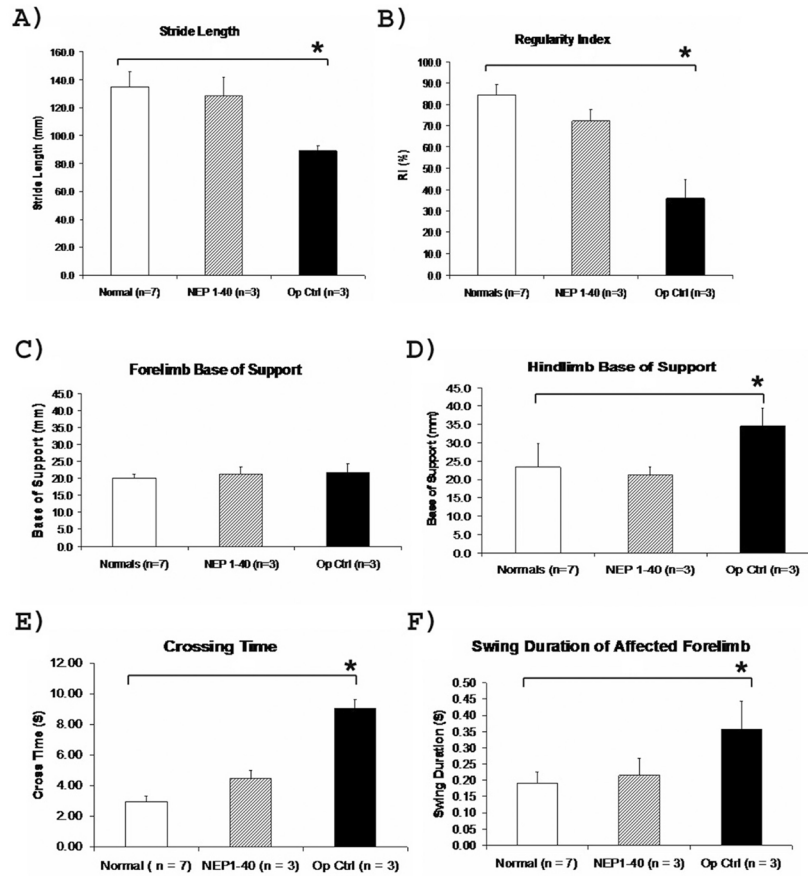 A)
Stride Length
*
Stride Length (mm)
160.0
140.0
120.0
100.0
80.0
60.0
40.0
20.0
0.0
Normal (n=7) NEP 1-40 (n=3) Op Ctrl (n=3)
B)
Regularity Index
*
RI (%)
100.0
90.0
80.0
70.0
60.0
50.0
40.0
30.0
20.0
10.0
0.0
Normals (n=7) NEP 1-40 (n=3) Op Ctrl (n=3)
C)
Forelimb Base of Support
Base of Support (mm)
45.0
40.0
35.0
30.0
25.0
20.0
15.0
10.0
5.0
0.0
Normals (n=7) NEP 1-40 (n=3) Op Ctrl (n=3)
D)
Hindlimb Base of Support
*
Base of Support (mm)
45.0
40.0
35.0
30.0
25.0
20.0
15.0
10.0
5.0
0.0
Normals (n=7) NEP 1-40 (n=3) Op Ctrl (n=3)
E)
Crossing Time
*
Cross Time (S)
12.00
10.00
8.00
6.00
4.00
2.00
0.00
Normal ( n = 7) NEP1-40 (n = 3) Op Ctrl (n = 3)
F)
Swing Duration of Affected Forelimb
*
Swing Duration (S)
0.50
0.45
0.40
0.35
0.30
0.25
0.20
0.15
0.10
0.05
0.00
Normal (n = 7) NEP1-40 (n = 3) Op Ctrl (n = 3)